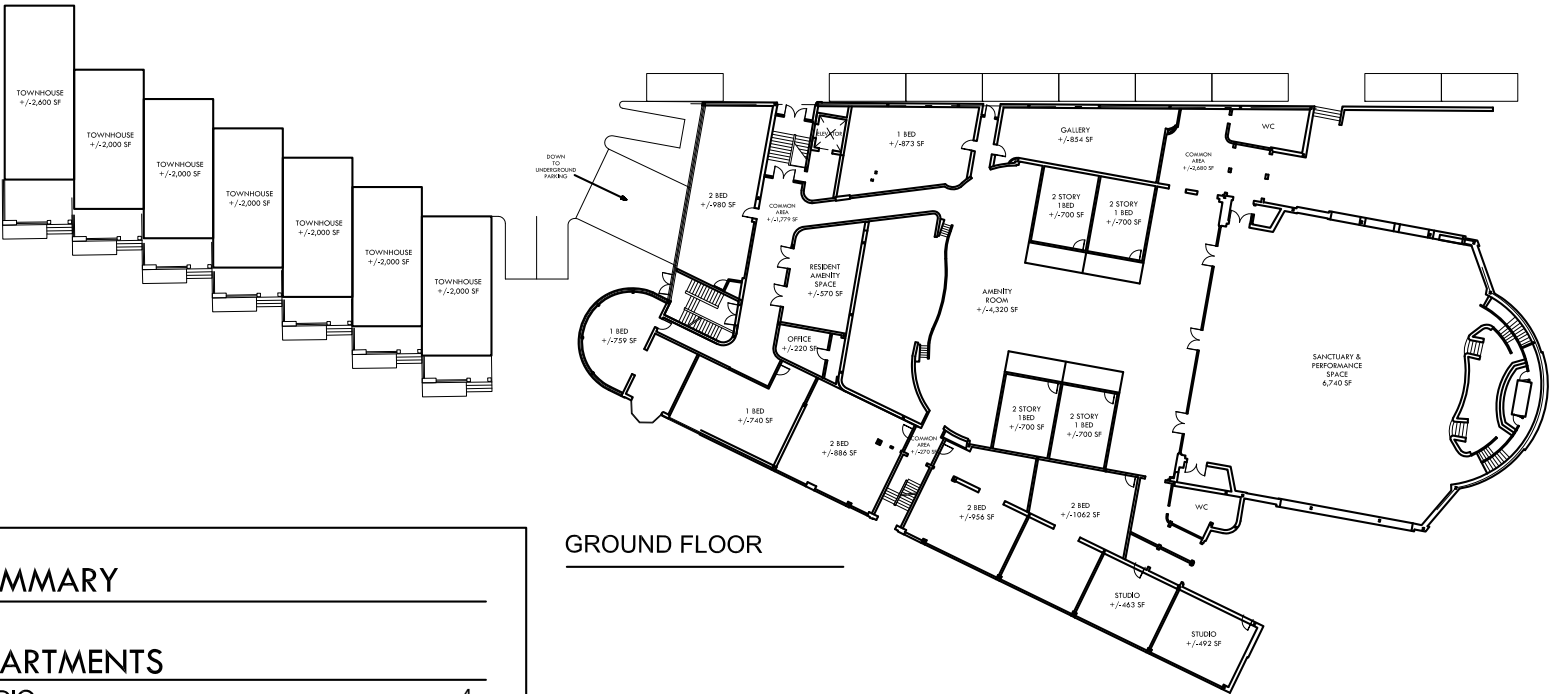 TOWNHOUSE
+/-2,600 SF
TOWNHOUSE
+/-2,000 SF
TOWNHOUSE
+/-2,000 SF
TOWNHOUSE
+/-2,000 SF
TOWNHOUSE
+/-2,000 SF
TOWNHOUSE
+/-2,000 SF
TOWNHOUSE
+/-2,000 SF
DOWN
TO
UNDERGROUND
PARKING
2 BED
+/-980 SF
ELEVATOR
1 BED
+/-873 SF
GALLERY
+/-854 SF
WC
COMMON
AREA
+/-2,680 SF
COMMON
AREA
+/-1,779 SF
2 STORY
1BED
+/-700 SF
2 STORY
1 BED
+/-700 SF
RESIDENT
AMENITY
SPACE
+/-570 SF
AMENITY
ROOM
+/-4,320 SF
1 BED
+/-759 SF
OFFICE
+/-220 SF
SANCTUARY &
PERFORMANCE
SPACE
6,740 SF
1 BED
+/-740 SF
2 STORY
1BED
+/-700 SF
2 STORY
1 BED
+/-700 SF
2 BED
+/-886 SF
COMMON
AREA
+/-270 SF
2 BED
+/-956 SF
2 BED
+/-1062 SF
WC
STUDIO
+/-463 SF
STUDIO
+/-492 SF
GROUND FLOOR
MMARY
ARTMENTS